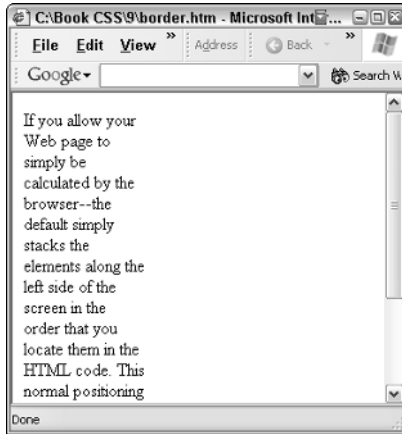 C:\Book CSS\9\border.htm - Microsoft Int...
File Edit View » Address Back »
Google Search W
If you allow your
Web page to
simply be
calculated by the
browser--the
default simply
stacks the
elements along the
left side of the
screen in the
order that you
locate them in the
HTML code. This
normal positioning
Done